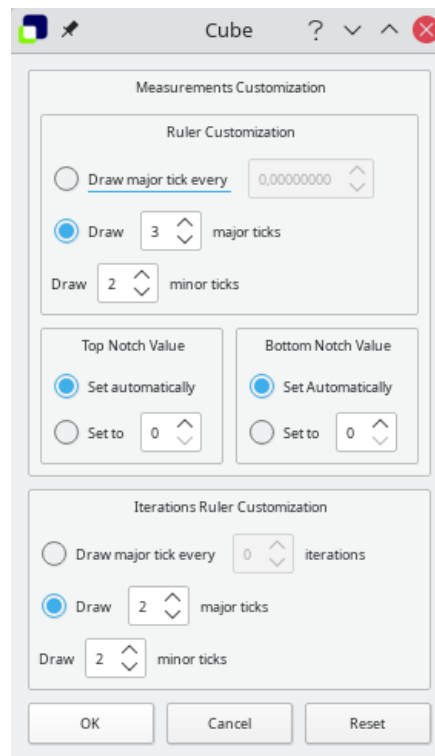 Cube
Measurements Customization
Ruler Customization
Draw major tick every 0,00000000
Draw 3 major ticks
Draw 2 minor ticks
Top Notch Value Bottom Notch Value
Set automatically Set Automatically
Set to 0 Set to 0
Iterations Ruler Customization
Draw major tick every 0 iterations
Draw 2 major ticks
Draw 2 minor ticks
OK Cancel Reset